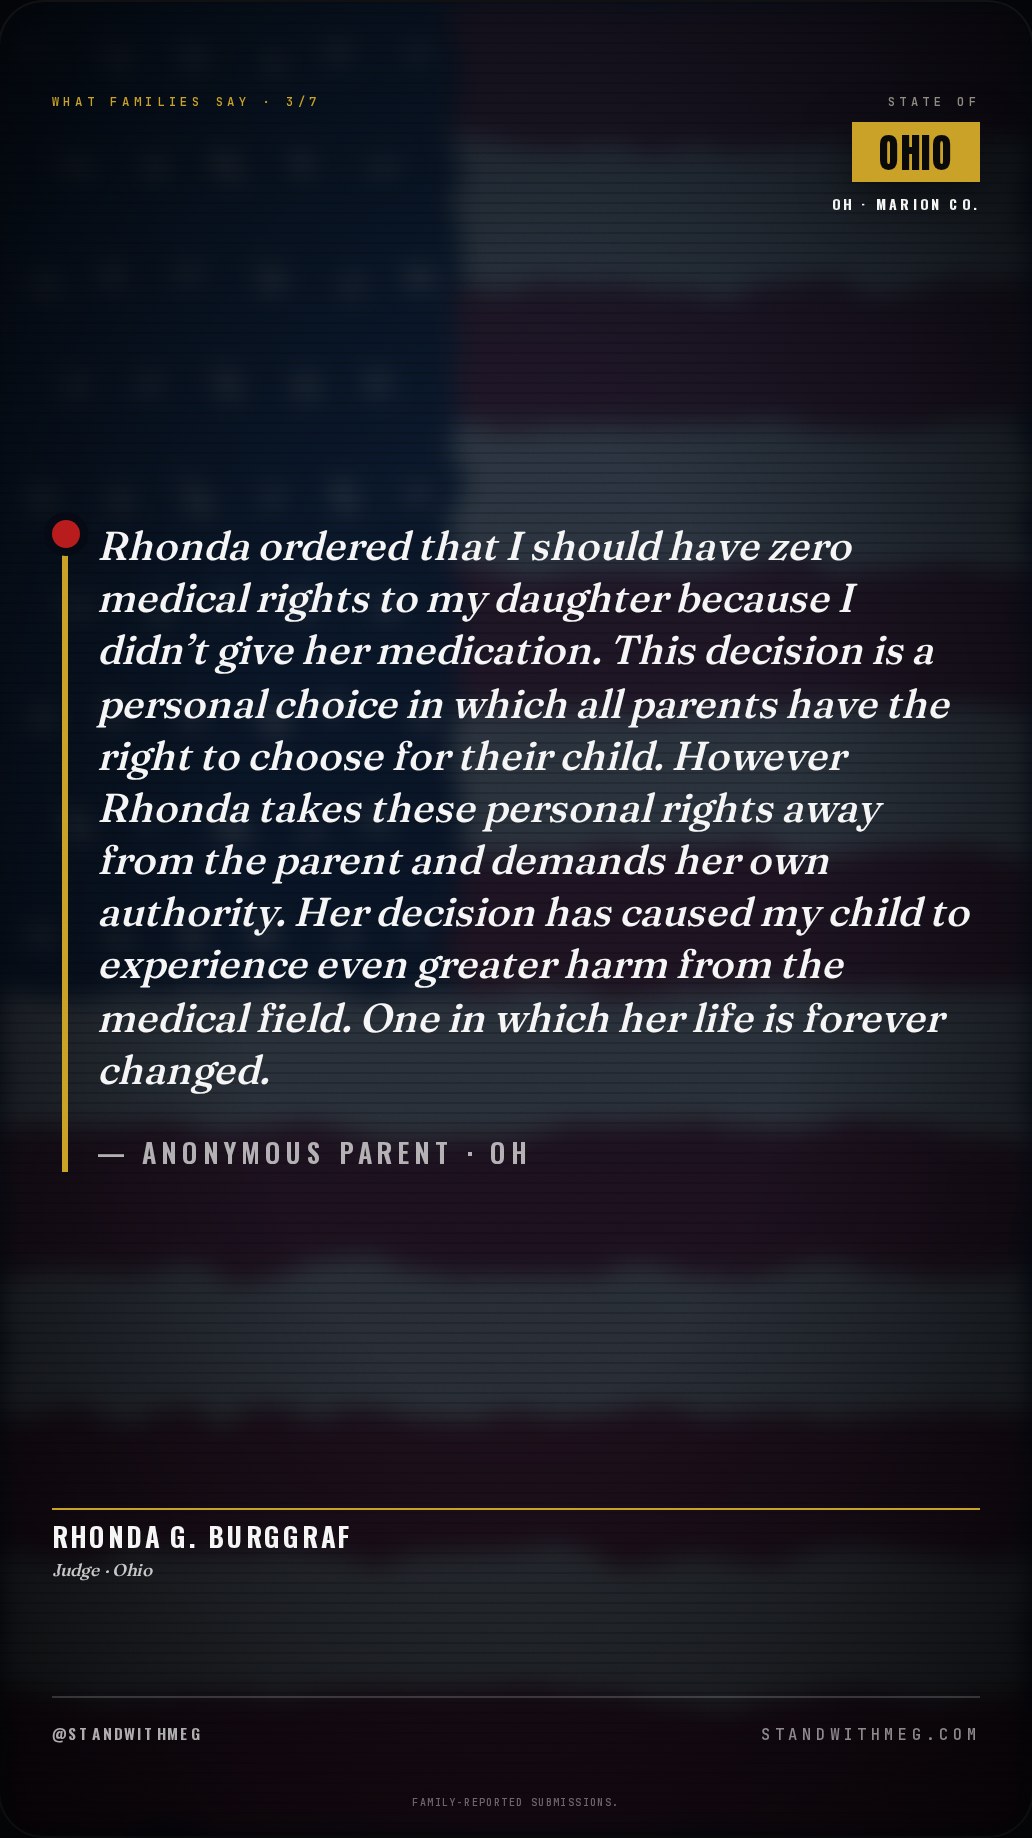 WHAT FAMILIES SAY · 3/7
STATE OF
OHIO
OH · MARION CO.
Rhonda ordered that I should have zero
medical rights to my daughter because I
didn’t give her medication. This decision is a
personal choice in which all parents have the
right to choose for their child. However
Rhonda takes these personal rights away
from the parent and demands her own
authority. Her decision has caused my child to
experience even greater harm from the
medical field. One in which her life is forever
changed.
— ANONYMOUS PARENT · OH
RHONDA G. BURGGRAF
Judge · Ohio
@STANDWITHMEG
STANDWITHMEG.COM
FAMILY-REPORTED SUBMISSIONS.